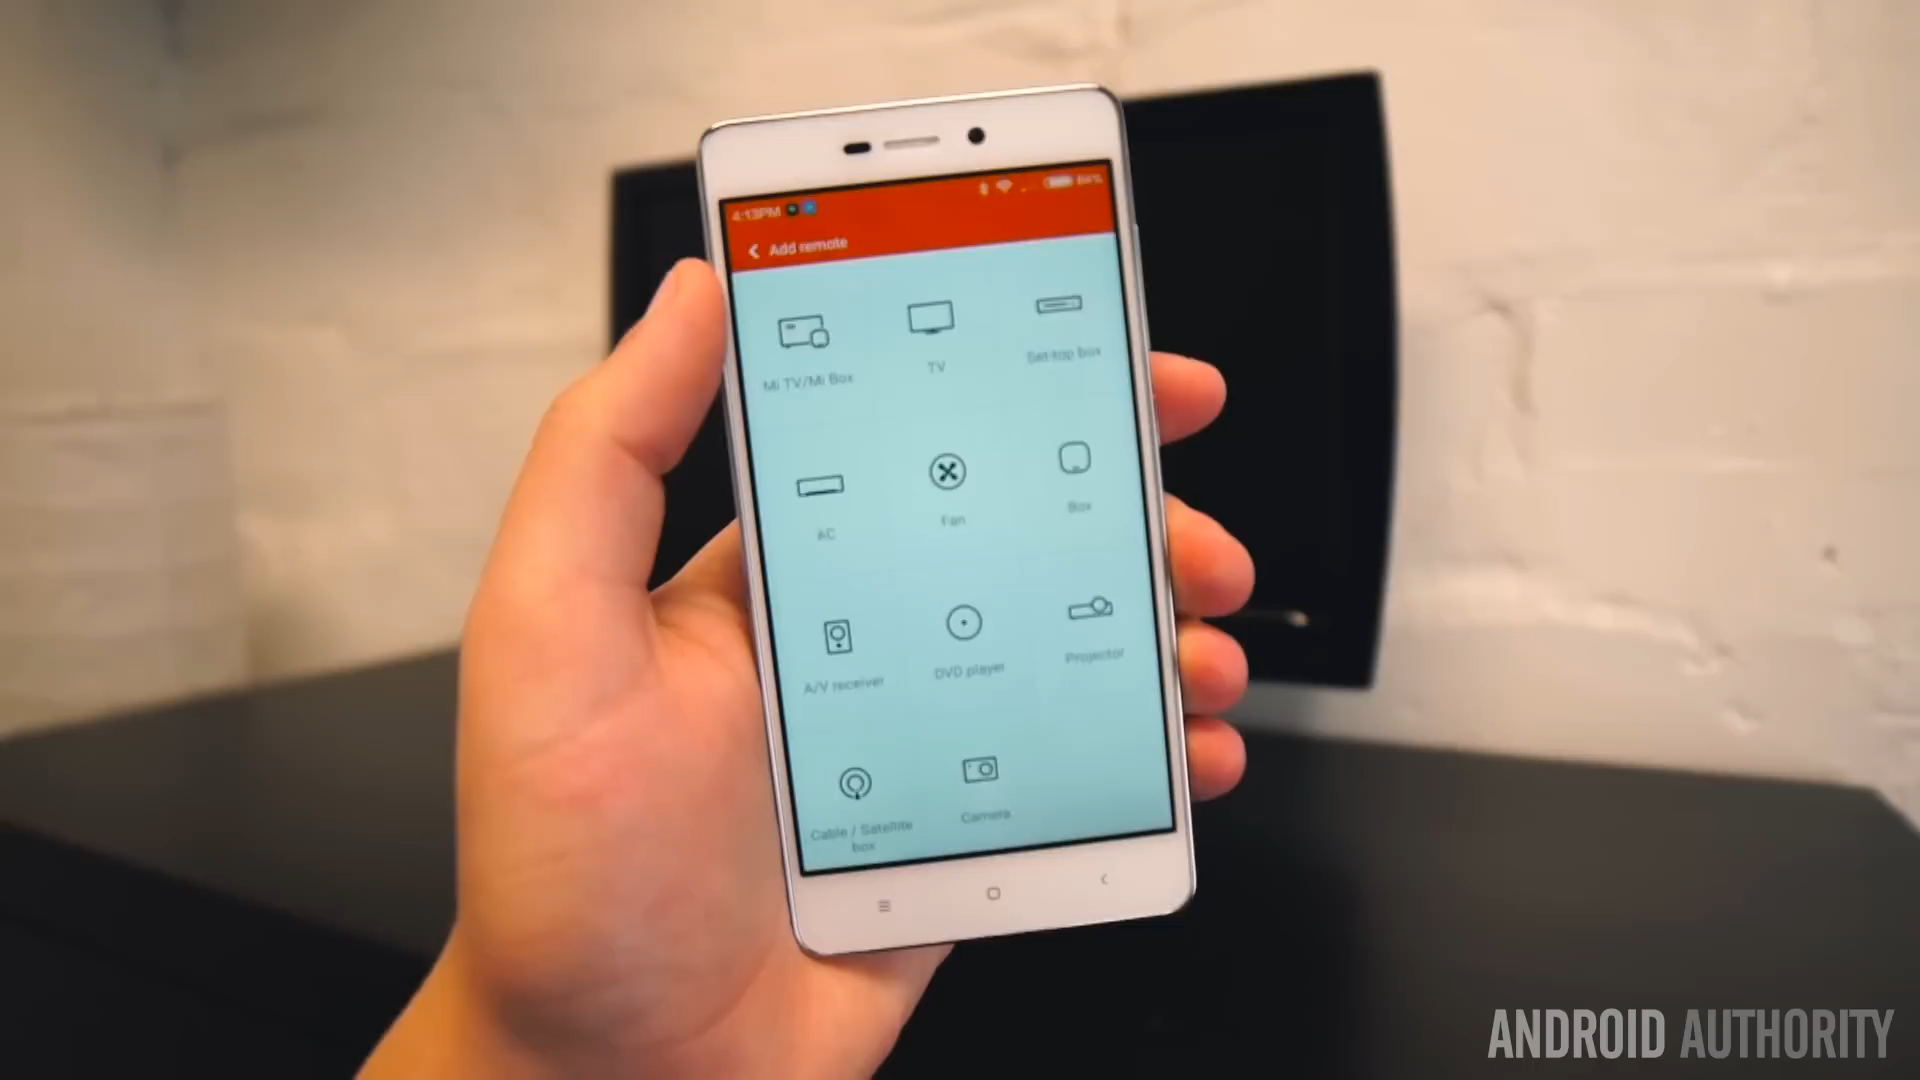 4:13PM 84%
Add remote
Mi TV/Mi Box
TV
Set-top box
AC
Fan
Box
A/V receiver
DVD player
Projector
Cable / Satellite
box
Camera
ANDROID AUTHORITY